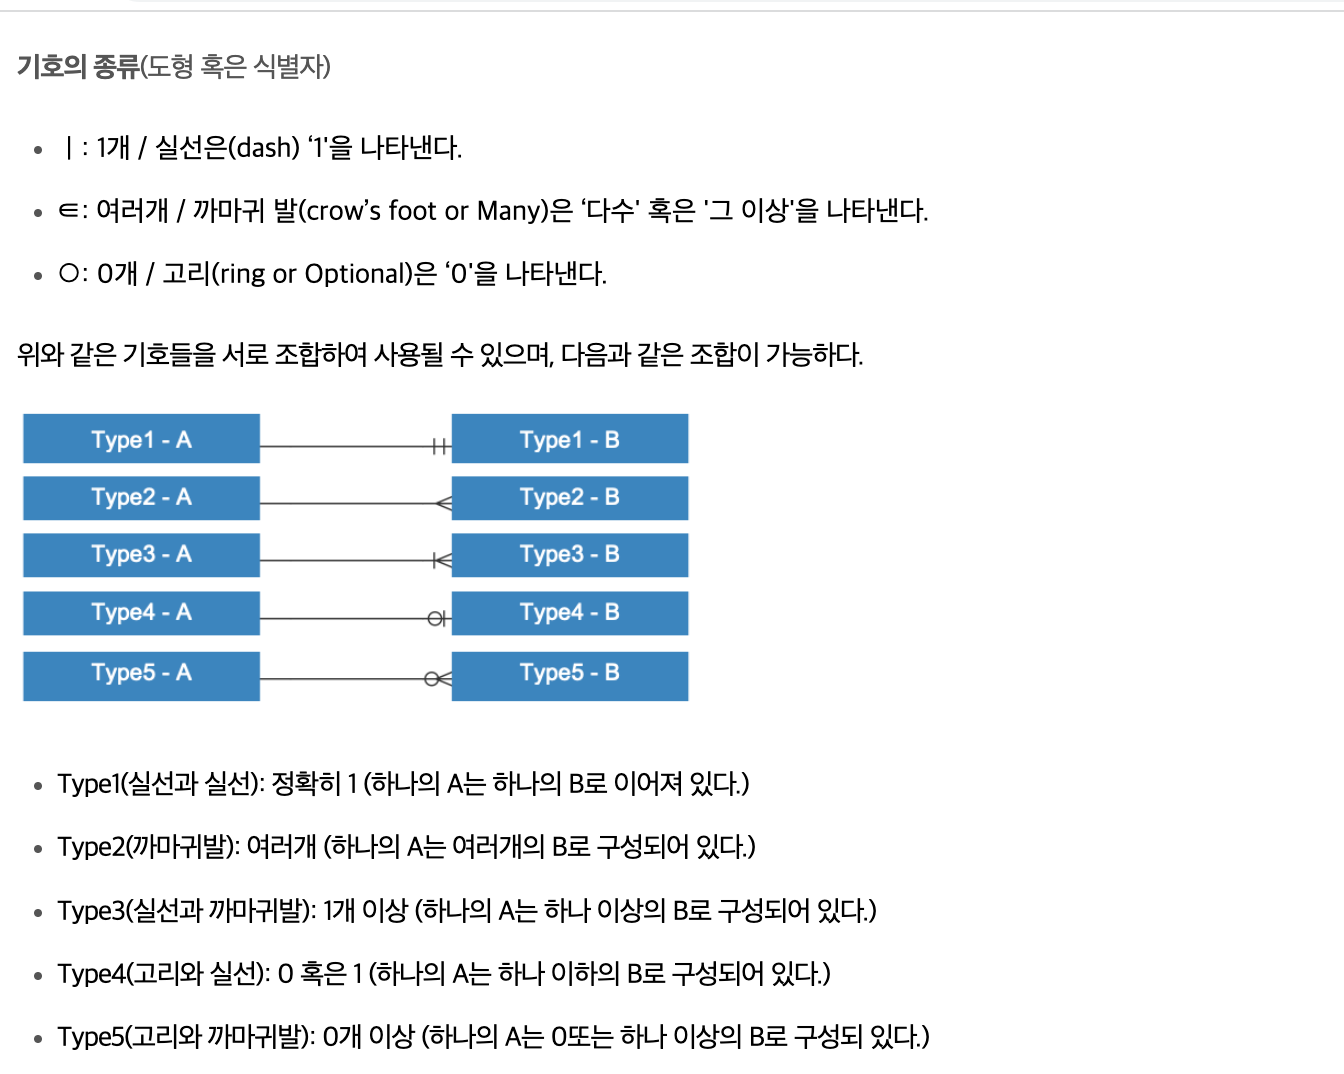 기호의 종류(도형 혹은 식별자)
ㅣ: 1개 / 실선은(dash) ‘1'을 나타낸다.
∈: 여러개 / 까마귀 발(crow’s foot or Many)은 ‘다수' 혹은 '그 이상'을 나타낸다.
○: 0개 / 고리(ring or Optional)은 ‘0'을 나타낸다.
위와 같은 기호들을 서로 조합하여 사용될 수 있으며, 다음과 같은 조합이 가능하다.
Type1 - A Type1 - B
Type2 - A Type2 - B
Type3 - A Type3 - B
Type4 - A Type4 - B
Type5 - A Type5 - B
Type1(실선과 실선): 정확히 1 (하나의 A는 하나의 B로 이어져 있다.)
Type2(까마귀발): 여러개 (하나의 A는 여러개의 B로 구성되어 있다.)
Type3(실선과 까마귀발): 1개 이상 (하나의 A는 하나 이상의 B로 구성되어 있다.)
Type4(고리와 실선): 0 혹은 1 (하나의 A는 하나 이하의 B로 구성되어 있다.)
Type5(고리와 까마귀발): 0개 이상 (하나의 A는 0또는 하나 이상의 B로 구성되 있다.)